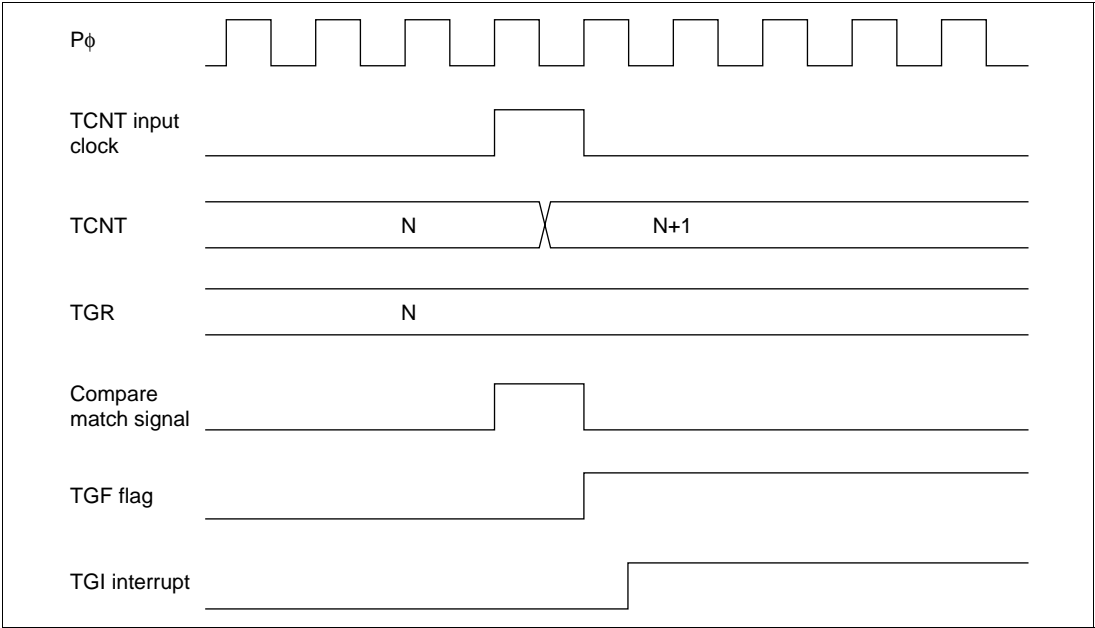 Pϕ
TCNT input
clock
TCNT
N
N+1
TGR
N
Compare
match signal
TGF flag
TGI interrupt